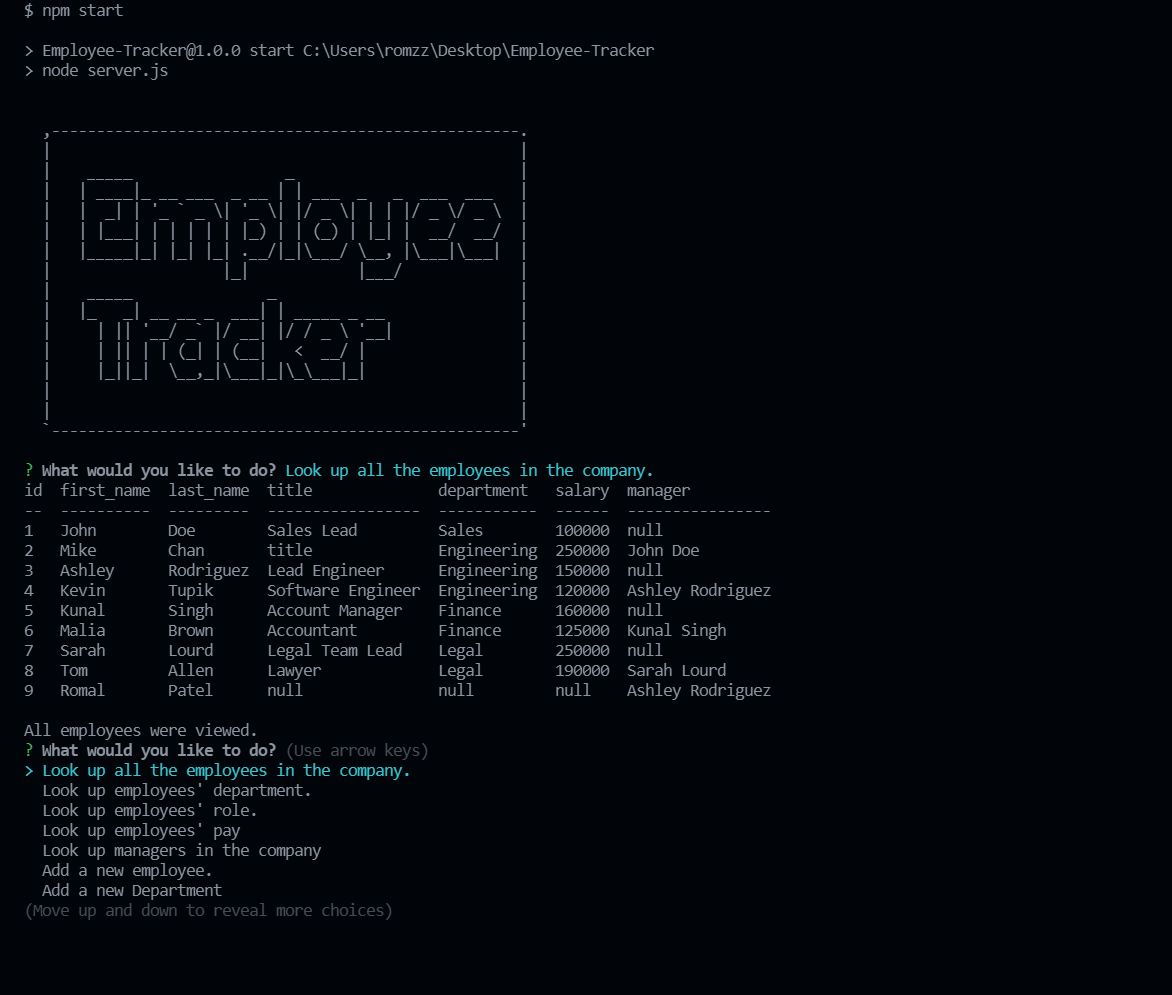 $ npm start
> Employee-Tracker@1.0.0 start C:\Users\romzz\Desktop\Employee-Tracker
> node server.js
Employee
Tracker
? What would you like to do? Look up all the employees in the company.
id  first_name  last_name  title              department   salary  manager
--  ----------  ---------  -----------------  -----------  ------  ----------------
1   John        Doe        Sales Lead         Sales        100000  null
2   Mike        Chan       title              Engineering  250000  John Doe
3   Ashley      Rodriguez  Lead Engineer      Engineering  150000  null
4   Kevin       Tupik      Software Engineer  Engineering  120000  Ashley Rodriguez
5   Kunal       Singh      Account Manager    Finance      160000  null
6   Malia       Brown      Accountant         Finance      125000  Kunal Singh
7   Sarah       Lourd      Legal Team Lead    Legal        250000  null
8   Tom         Allen      Lawyer             Legal        190000  Sarah Lourd
9   Romal       Patel      null               null         null    Ashley Rodriguez
All employees were viewed.
? What would you like to do? (Use arrow keys)
> Look up all the employees in the company.
Look up employees' department.
Look up employees' role.
Look up employees' pay
Look up managers in the company
Add a new employee.
Add a new Department
(Move up and down to reveal more choices)